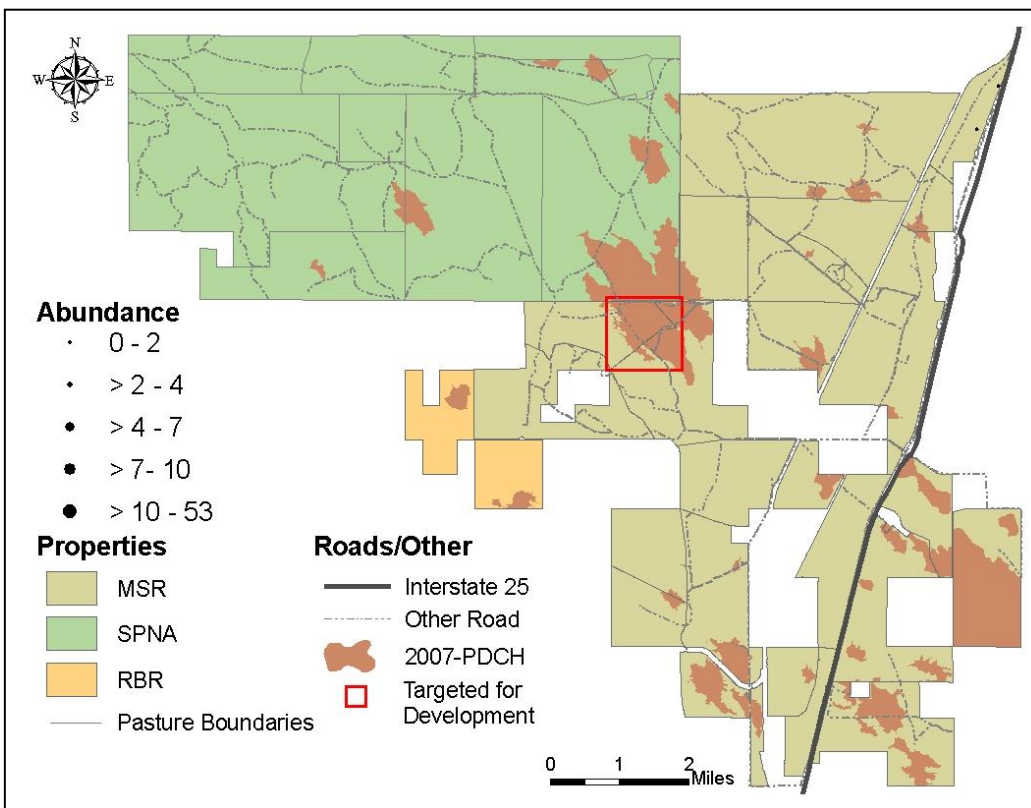 N
W E
S
Abundance
0 - 2
> 2 - 4
> 4 - 7
> 7- 10
> 10 - 53
Properties
MSR
SPNA
RBR
Pasture Boundaries
Roads/Other
Interstate 25
Other Road
2007-PDCH
Targeted for
Development
0 1 2
Miles